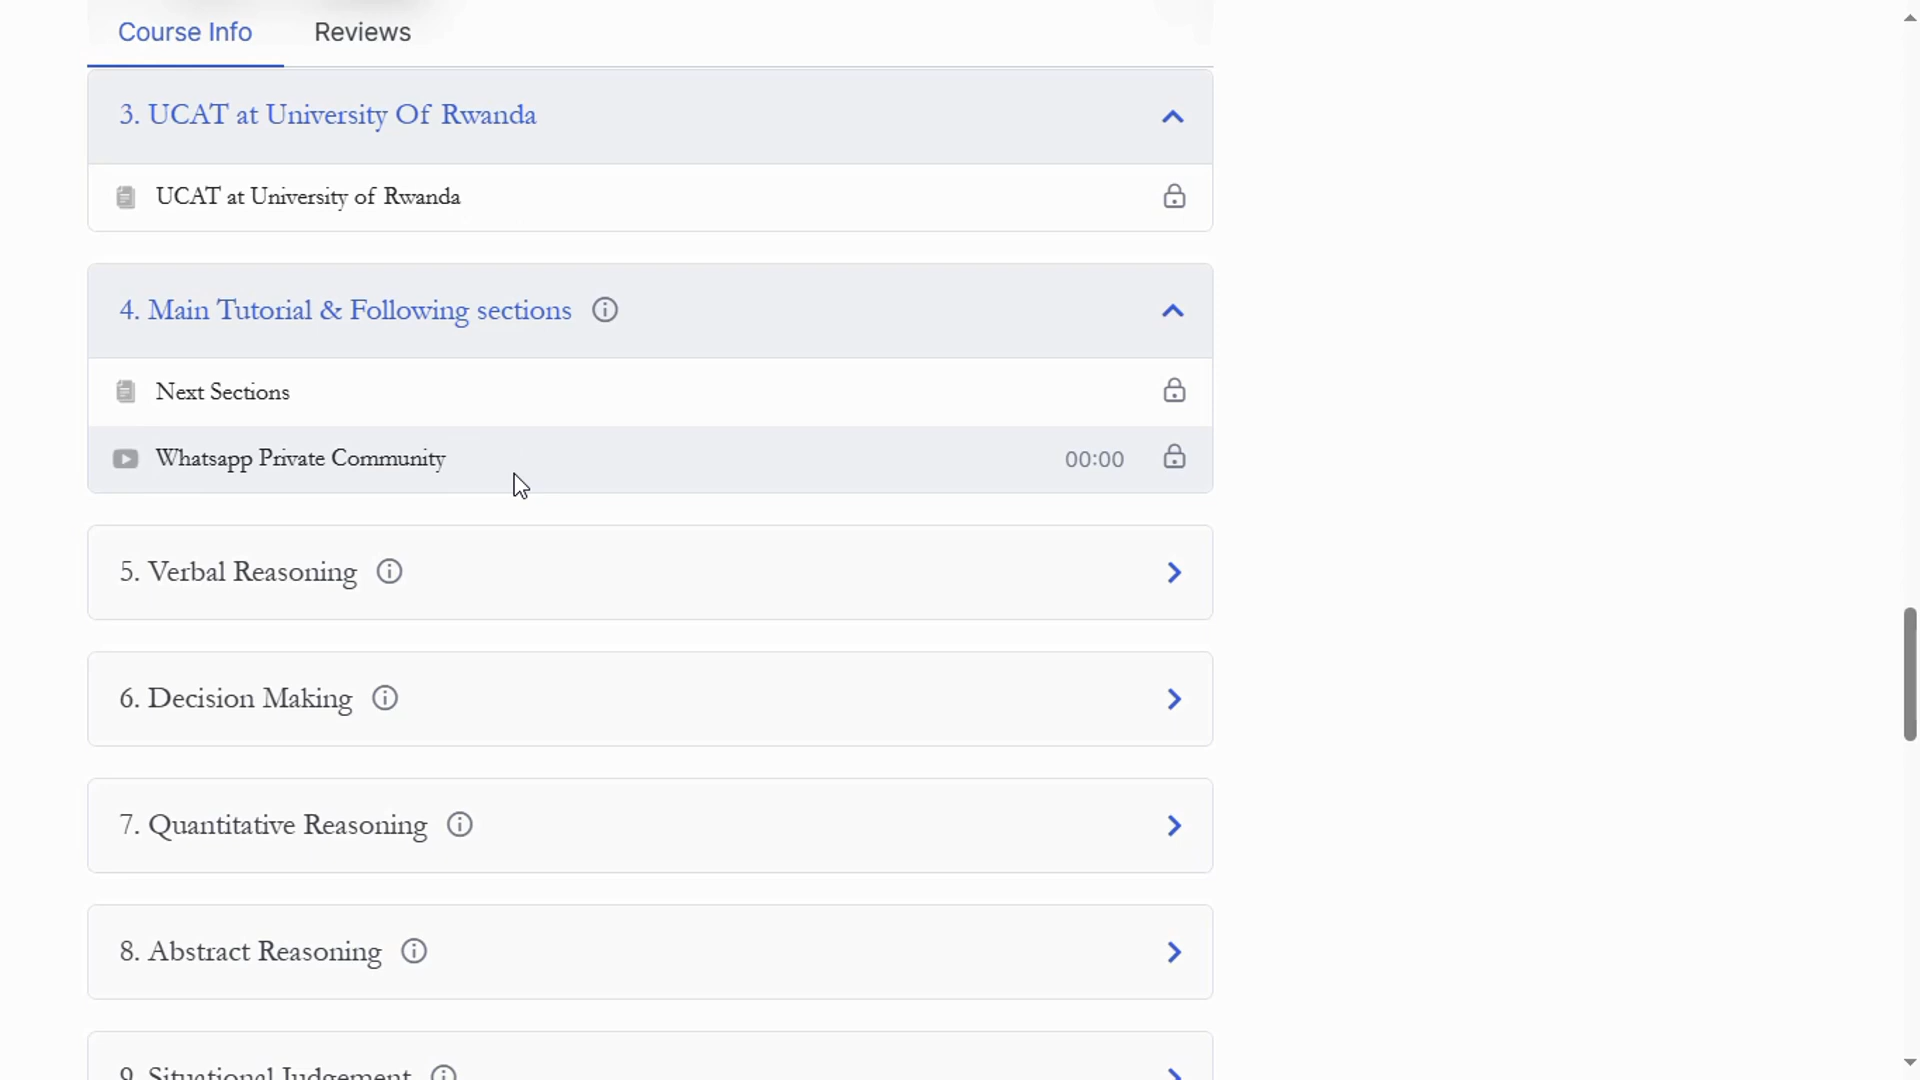 Course Info
Reviews
3. UCAT at University Of Rwanda
UCAT at University of Rwanda
4. Main Tutorial & Following sections
Next Sections
Whatsapp Private Community
00:00
5. Verbal Reasoning
6. Decision Making
7. Quantitative Reasoning
8. Abstract Reasoning
9. Situational Judgement